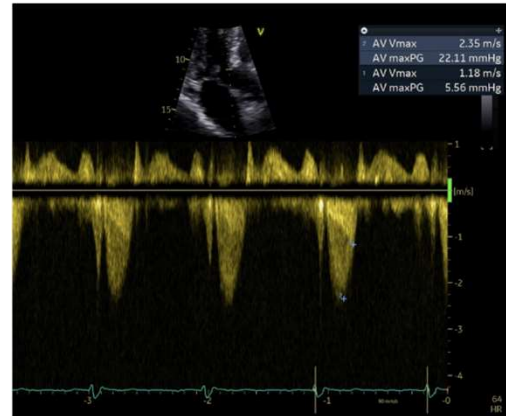 V
2 AV Vmax 2.35 m/s
AV maxPG 22.11 mmHg
1 AV Vmax 1.18 m/s
AV maxPG 5.56 mmHg
10
15
1
[m/s]
-1
-2
-3
-4
-3
-2
-1
-0
64
HR